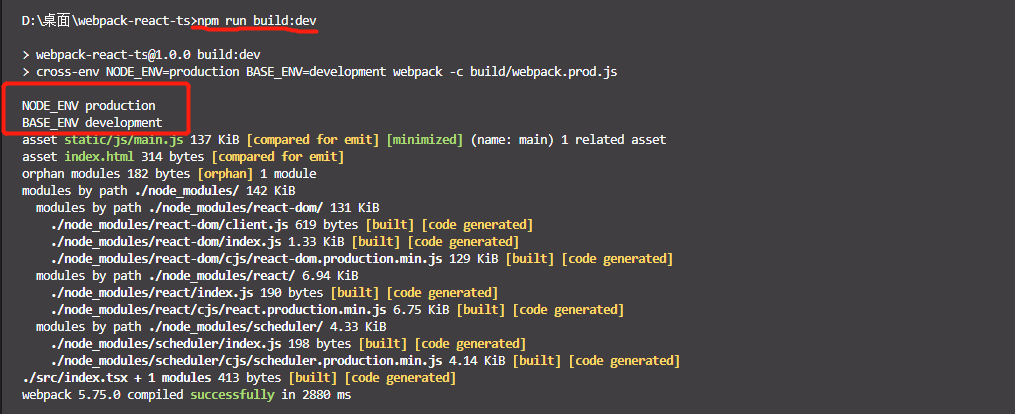 D:\桌面\webpack-react-ts>npm run build:dev
> webpack-react-ts@1.0.0 build:dev
> cross-env NODE_ENV=production BASE_ENV=development webpack -c build/webpack.prod.js
NODE_ENV production
BASE_ENV development
asset static/js/main.js 137 KiB [compared for emit] [minimized] (name: main) 1 related asset
asset index.html 314 bytes [compared for emit]
orphan modules 182 bytes [orphan] 1 module
modules by path ./node_modules/ 142 KiB
  modules by path ./node_modules/react-dom/ 131 KiB
    ./node_modules/react-dom/client.js 619 bytes [built] [code generated]
    ./node_modules/react-dom/index.js 1.33 KiB [built] [code generated]
    ./node_modules/react-dom/cjs/react-dom.production.min.js 129 KiB [built] [code generated]
  modules by path ./node_modules/react/ 6.94 KiB
    ./node_modules/react/index.js 190 bytes [built] [code generated]
    ./node_modules/react/cjs/react.production.min.js 6.75 KiB [built] [code generated]
  modules by path ./node_modules/scheduler/ 4.33 KiB
    ./node_modules/scheduler/index.js 198 bytes [built] [code generated]
    ./node_modules/scheduler/cjs/scheduler.production.min.js 4.14 KiB [built] [code generated]
./src/index.tsx + 1 modules 413 bytes [built] [code generated]
webpack 5.75.0 compiled successfully in 2880 ms